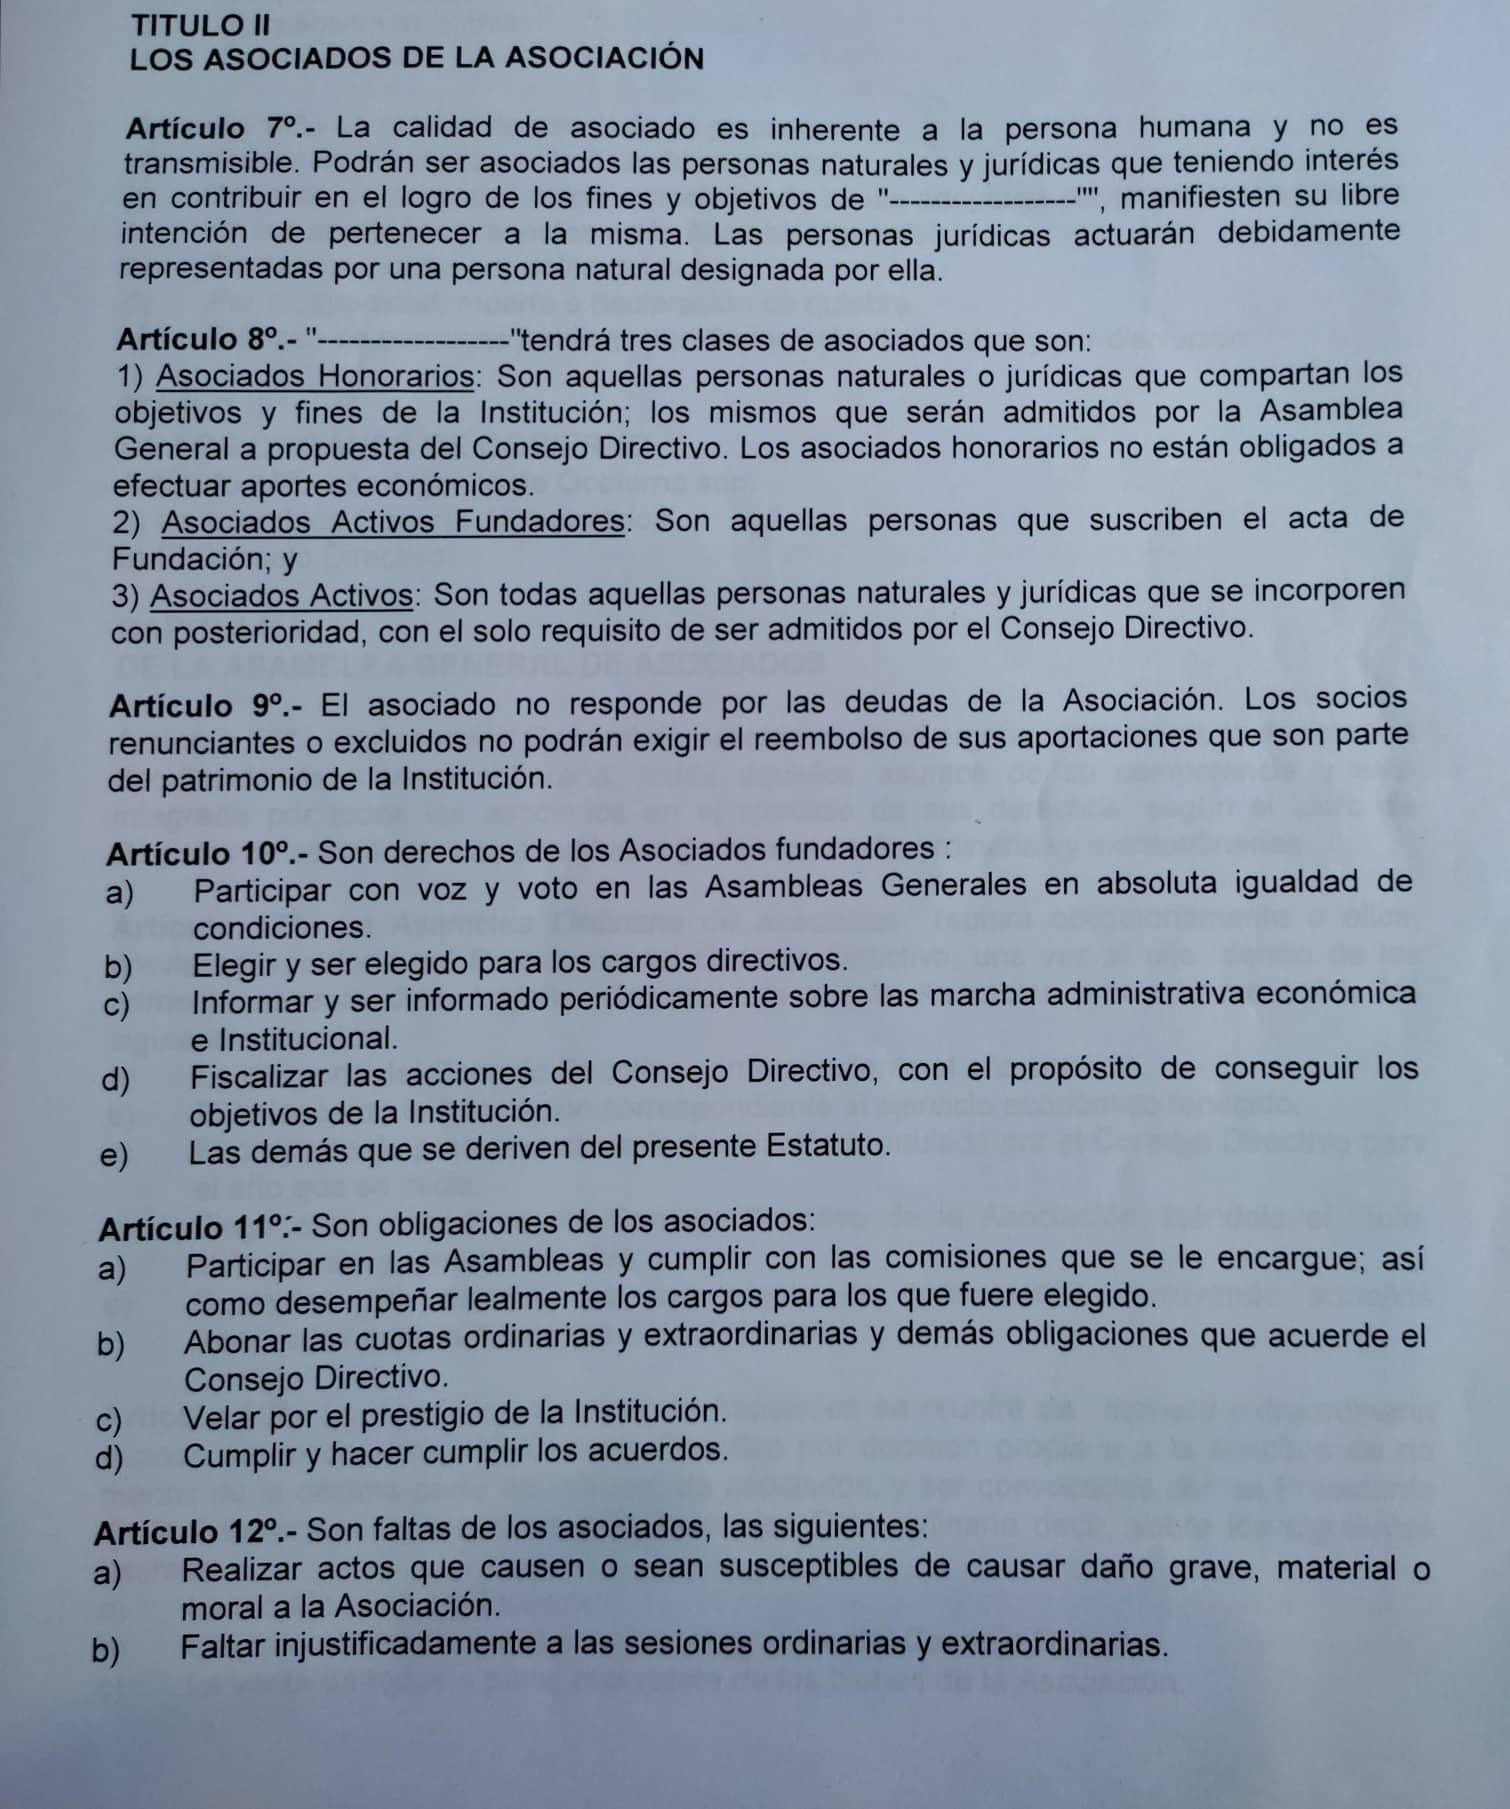 TITULO II
LOS ASOCIADOS DE LA ASOCIACIÓN
Artículo 7º.- La calidad de asociado es inherente a la persona humana y no es
transmisible. Podrán ser asociados las personas naturales y jurídicas que teniendo interés
en contribuir en el logro de los fines y objetivos de "------------------"", manifiesten su libre
intención de pertenecer a la misma. Las personas jurídicas actuarán debidamente
representadas por una persona natural designada por ella.
Artículo 8º.- "------------------"tendrá tres clases de asociados que son:
1) Asociados Honorarios: Son aquellas personas naturales o jurídicas que compartan los
objetivos y fines de la Institución; los mismos que serán admitidos por la Asamblea
General a propuesta del Consejo Directivo. Los asociados honorarios no están obligados a
efectuar aportes económicos.
2) Asociados Activos Fundadores: Son aquellas personas que suscriben el acta de
Fundación; y
3) Asociados Activos: Son todas aquellas personas naturales y jurídicas que se incorporen
con posterioridad, con el solo requisito de ser admitidos por el Consejo Directivo.
Artículo 9º.- El asociado no responde por las deudas de la Asociación. Los socios
renunciantes o excluidos no podrán exigir el reembolso de sus aportaciones que son parte
del patrimonio de la Institución.
Artículo 10º.- Son derechos de los Asociados fundadores :
a) Participar con voz y voto en las Asambleas Generales en absoluta igualdad de
condiciones.
b) Elegir y ser elegido para los cargos directivos.
c) Informar y ser informado periódicamente sobre las marcha administrativa económica
e Institucional.
d) Fiscalizar las acciones del Consejo Directivo, con el propósito de conseguir los
objetivos de la Institución.
e) Las demás que se deriven del presente Estatuto.
Artículo 11º.- Son obligaciones de los asociados:
a) Participar en las Asambleas y cumplir con las comisiones que se le encargue; así
como desempeñar lealmente los cargos para los que fuere elegido.
b) Abonar las cuotas ordinarias y extraordinarias y demás obligaciones que acuerde el
Consejo Directivo.
c) Velar por el prestigio de la Institución.
d) Cumplir y hacer cumplir los acuerdos.
Artículo 12º.- Son faltas de los asociados, las siguientes:
a) Realizar actos que causen o sean susceptibles de causar daño grave, material o
moral a la Asociación.
b) Faltar injustificadamente a las sesiones ordinarias y extraordinarias.